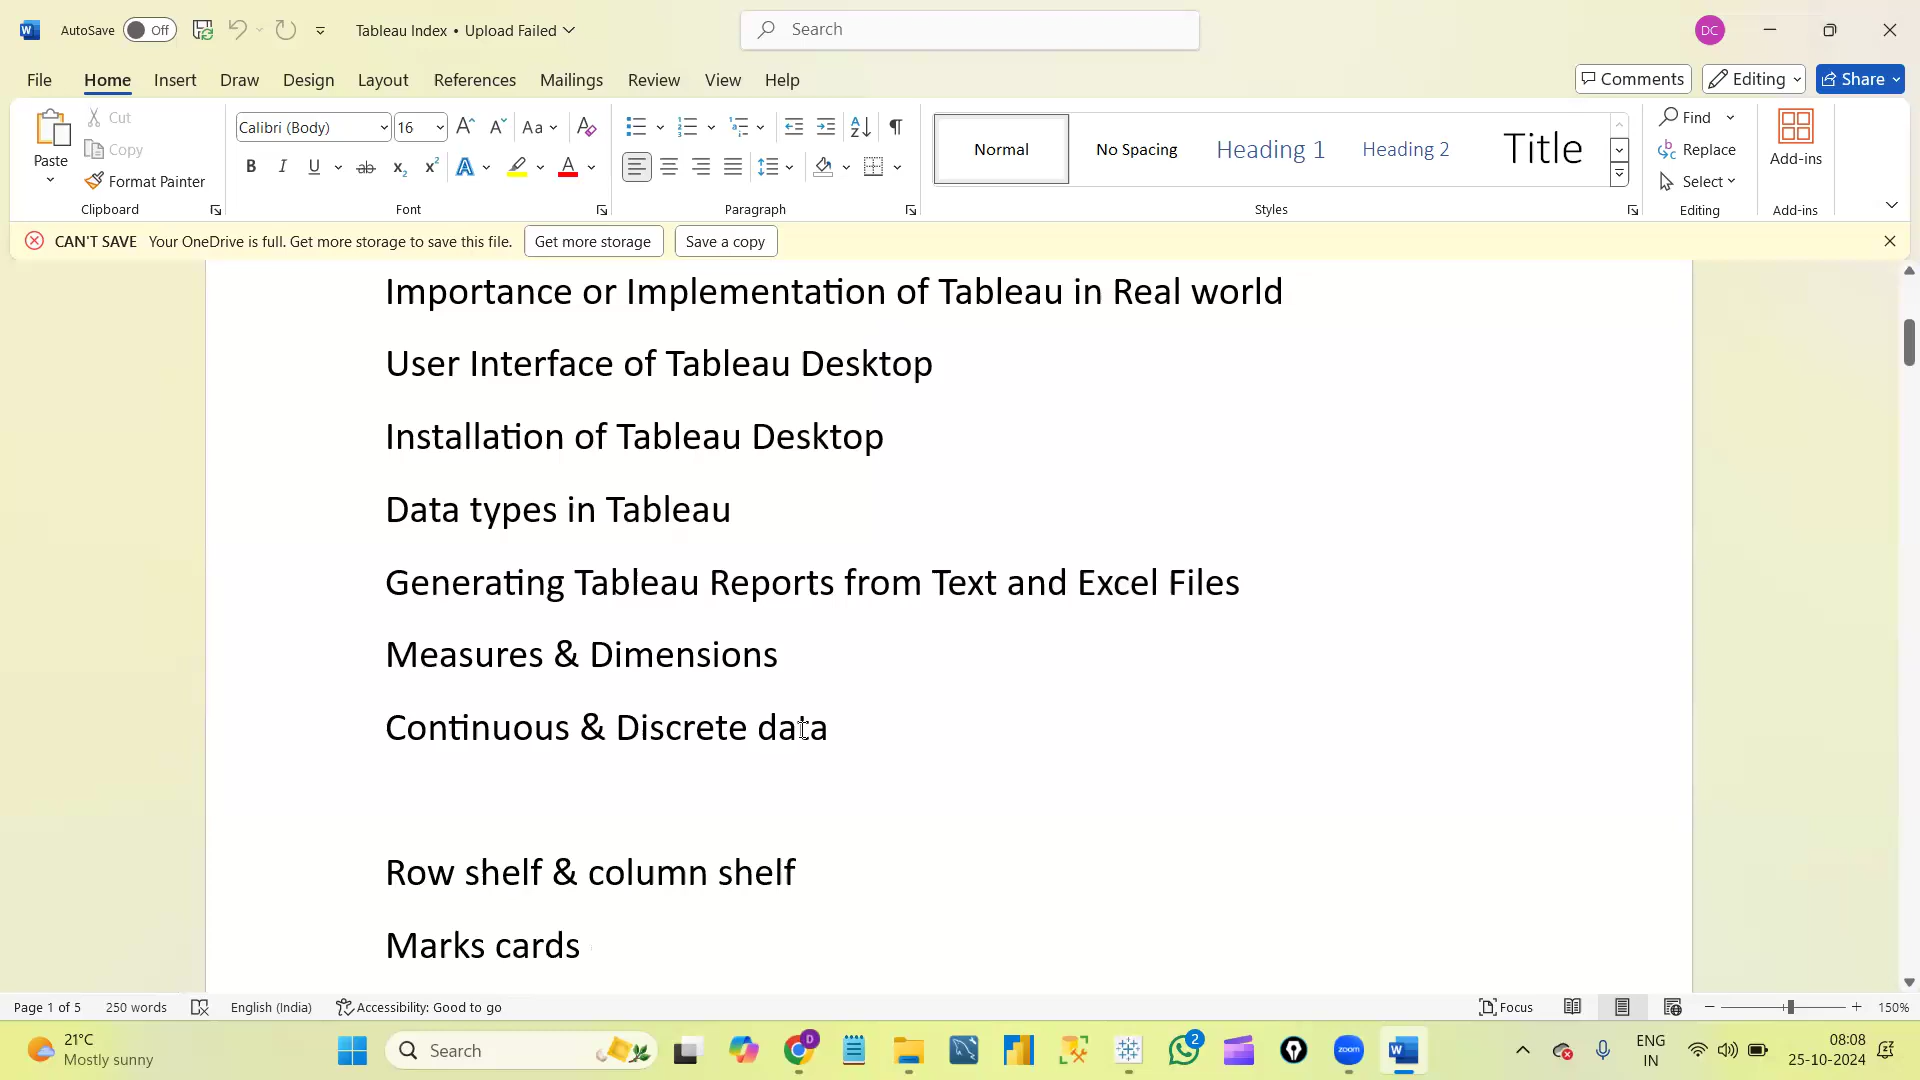 AutoSave Off Tableau Index • Upload Failed Search DC
File Home Insert Draw Design Layout References Mailings Review View Help Comments Editing Share
Paste Cut Copy Format Painter Clipboard
Calibri (Body) 16 Font
Paragraph
Normal No Spacing Heading 1 Heading 2 Title Styles
Find Replace Select Editing
Add-ins Add-ins
CAN'T SAVE Your OneDrive is full. Get more storage to save this file. Get more storage Save a copy
Importance or Implementation of Tableau in Real world
User Interface of Tableau Desktop
Installation of Tableau Desktop
Data types in Tableau
Generating Tableau Reports from Text and Excel Files
Measures & Dimensions
Continuous & Discrete data
Row shelf & column shelf
Marks cards
Page 1 of 5 250 words English (India) Accessibility: Good to go Focus 150%
21°C
Mostly sunny
Search
zoom
2
ENG
IN
08:08
25-10-2024